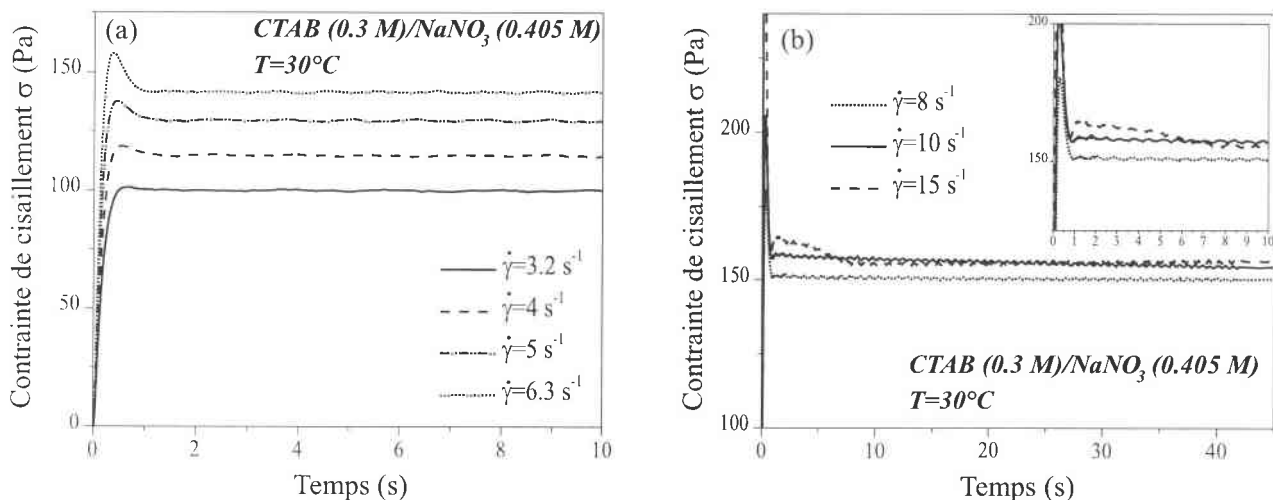 (a)
CTAB (0.3 M)/NaNO₃ (0.405 M)
T=30°C
Contrainte de cisaillement σ (Pa)
150
100
50
0
γ̇=3.2 s⁻¹
γ̇=4 s⁻¹
γ̇=5 s⁻¹
γ̇=6.3 s⁻¹
0 2 4 6 8 10
Temps (s)
(b)
Contrainte de cisaillement σ (Pa)
200
150
100
γ̇=8 s⁻¹
γ̇=10 s⁻¹
γ̇=15 s⁻¹
200
150
0 1 2 3 4 5 6 7 8 9 10
CTAB (0.3 M)/NaNO₃ (0.405 M)
T=30°C
0 10 20 30 40
Temps (s)